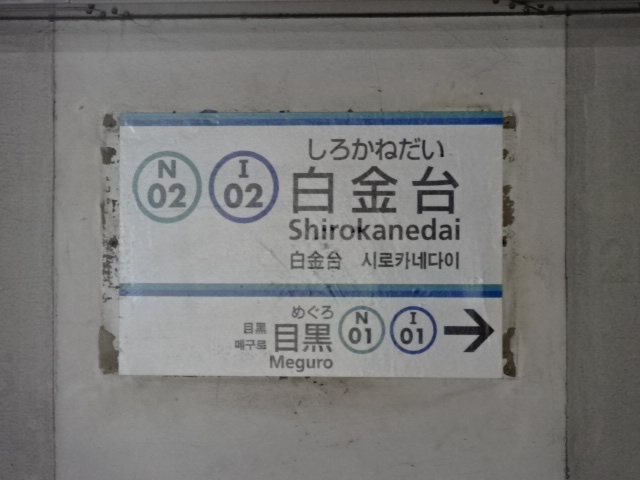 しろかねだい
N 02 I 02 白金台
Shirokanedai
白金台 시로카네다이
めぐろ
目黒 메구로 目黒 N 01 I 01 →
Meguro